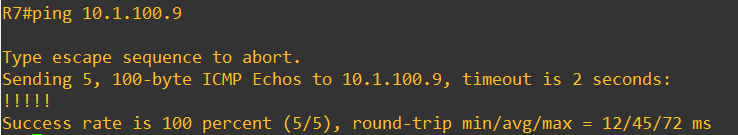 R7#ping 10.1.100.9
Type escape sequence to abort.
Sending 5, 100-byte ICMP Echos to 10.1.100.9, timeout is 2 seconds:
!!!!!
Success rate is 100 percent (5/5), round-trip min/avg/max = 12/45/72 ms